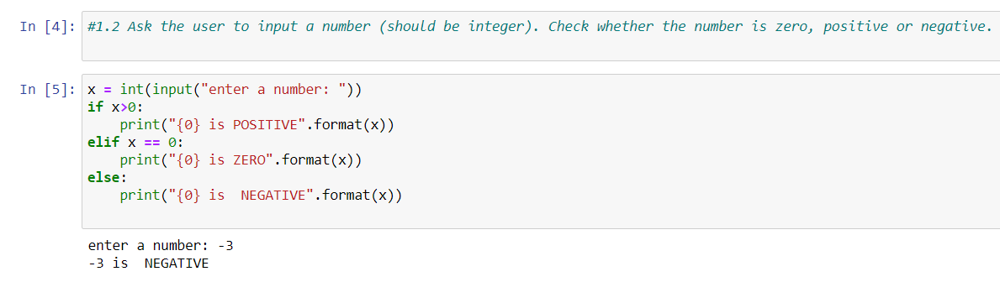 In [4]: #1.2 Ask the user to input a number (should be integer). Check whether the number is zero, positive or negative.
In [5]: x = int(input("enter a number: "))
if x>0:
    print("{0} is POSITIVE".format(x))
elif x == 0:
    print("{0} is ZERO".format(x))
else:
    print("{0} is  NEGATIVE".format(x))
enter a number: -3
-3 is  NEGATIVE